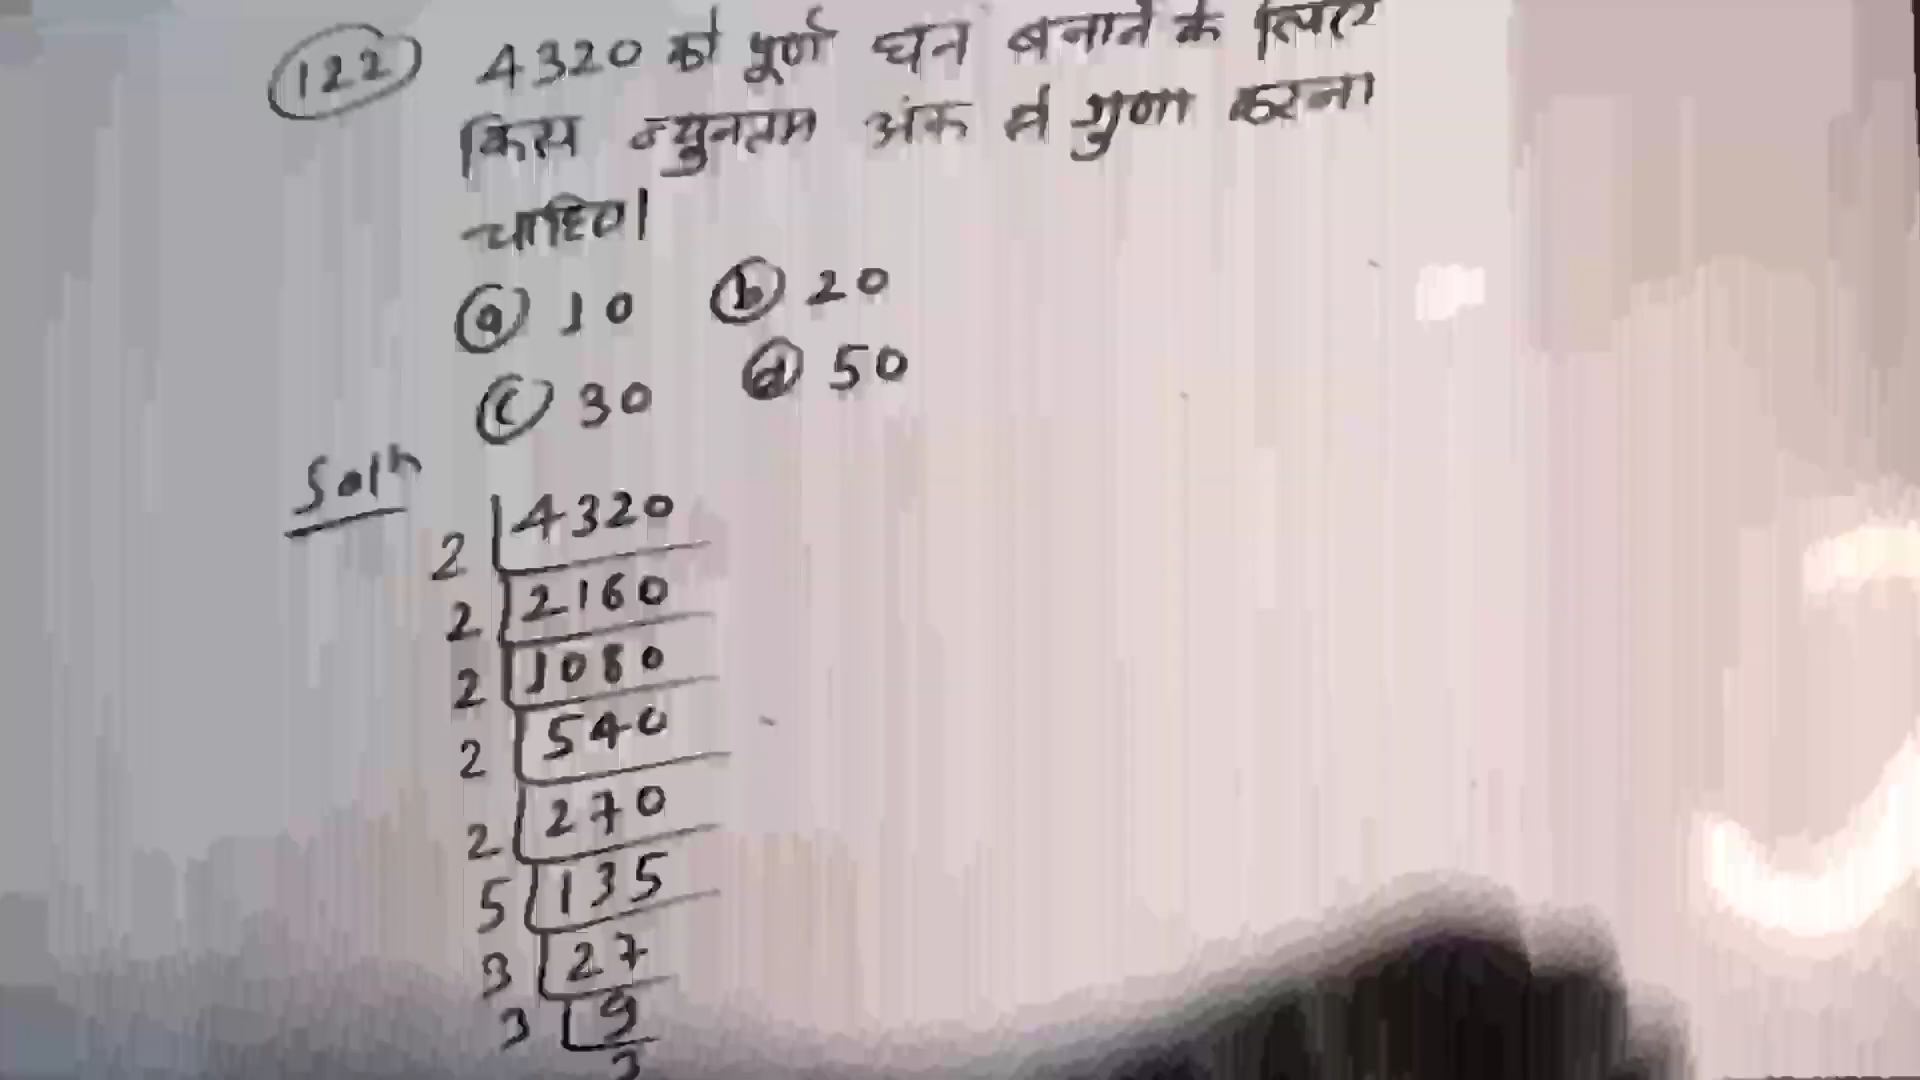 122 4320 को पूर्ण घन बनाने के लिए
किस न्युनतम अंक से गुणा करना
चाहिए।
a 10 b 20
c 30 d 50
Soln
2 4320
2 2160
2 1080
2 540
2 270
5 135
3 27
3 9
3